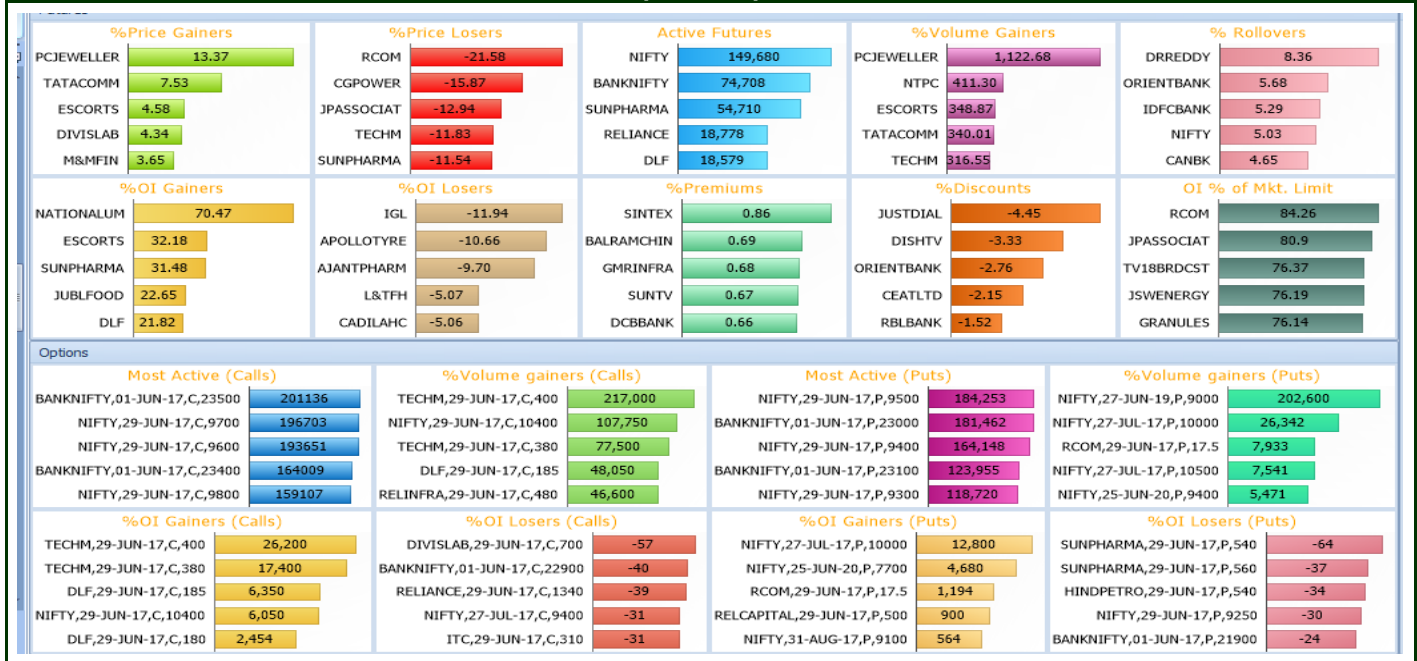 %Price Gainers
PCJEWELLER 13.37
TATACOMM 7.53
ESCORTS 4.58
DIVISLAB 4.34
M&MFIN 3.65
%Price Losers
RCOM -21.58
CGPOWER -15.87
JPASSOCIAT -12.94
TECHM -11.83
SUNPHARMA -11.54
Active Futures
NIFTY 149,680
BANKNIFTY 74,708
SUNPHARMA 54,710
RELIANCE 18,778
DLF 18,579
%Volume Gainers
PCJEWELLER 1,122.68
NTPC 411.30
ESCORTS 348.87
TATACOMM 340.01
TECHM 316.55
% Rollovers
DRREDDY 8.36
ORIENTBANK 5.68
IDFCBANK 5.29
NIFTY 5.03
CANBK 4.65
%OI Gainers
NATIONALUM 70.47
ESCORTS 32.18
SUNPHARMA 31.48
JUBLFOOD 22.65
DLF 21.82
%OI Losers
IGL -11.94
APOLLOTYRE -10.66
AJANTPHARM -9.70
L&TFH -5.07
CADILAHC -5.06
%Premiums
SINTEX 0.86
BALRAMCHIN 0.69
GMRINFRA 0.68
SUNTV 0.67
DCBBANK 0.66
%Discounts
JUSTDIAL -4.45
DISHTV -3.33
ORIENTBANK -2.76
CEATLTD -2.15
RBLBANK -1.52
OI % of Mkt. Limit
RCOM 84.26
JPASSOCIAT 80.9
TV18BRDCST 76.37
JSWENERGY 76.19
GRANULES 76.14
Options
Most Active (Calls)
BANKNIFTY,01-JUN-17,C,23500 201136
NIFTY,29-JUN-17,C,9700 196703
NIFTY,29-JUN-17,C,9600 193651
BANKNIFTY,01-JUN-17,C,23400 164009
NIFTY,29-JUN-17,C,9800 159107
%Volume gainers (Calls)
TECHM,29-JUN-17,C,400 217,000
NIFTY,29-JUN-17,C,10400 107,750
TECHM,29-JUN-17,C,380 77,500
DLF,29-JUN-17,C,185 48,050
RELINFRA,29-JUN-17,C,480 46,600
Most Active (Puts)
NIFTY,29-JUN-17,P,9500 184,253
BANKNIFTY,01-JUN-17,P,23000 181,462
NIFTY,29-JUN-17,P,9400 164,148
BANKNIFTY,01-JUN-17,P,23100 123,955
NIFTY,29-JUN-17,P,9300 118,720
%Volume gainers (Puts)
NIFTY,27-JUN-19,P,9000 202,600
NIFTY,27-JUL-17,P,10000 26,342
RCOM,29-JUN-17,P,17.5 7,933
NIFTY,27-JUL-17,P,10500 7,541
NIFTY,25-JUN-20,P,9400 5,471
%OI Gainers (Calls)
TECHM,29-JUN-17,C,400 26,200
TECHM,29-JUN-17,C,380 17,400
DLF,29-JUN-17,C,185 6,350
NIFTY,29-JUN-17,C,10400 6,050
DLF,29-JUN-17,C,180 2,454
%OI Losers (Calls)
DIVISLAB,29-JUN-17,C,700 -57
BANKNIFTY,01-JUN-17,C,22900 -40
RELIANCE,29-JUN-17,C,1340 -39
NIFTY,27-JUL-17,C,9400 -31
ITC,29-JUN-17,C,310 -31
%OI Gainers (Puts)
NIFTY,27-JUL-17,P,10000 12,800
NIFTY,25-JUN-20,P,7700 4,680
RCOM,29-JUN-17,P,17.5 1,194
RELCAPITAL,29-JUN-17,P,500 900
NIFTY,31-AUG-17,P,9100 564
%OI Losers (Puts)
SUNPHARMA,29-JUN-17,P,540 -64
SUNPHARMA,29-JUN-17,P,560 -37
HINDPETRO,29-JUN-17,P,540 -34
NIFTY,29-JUN-17,P,9250 -30
BANKNIFTY,01-JUN-17,P,21900 -24